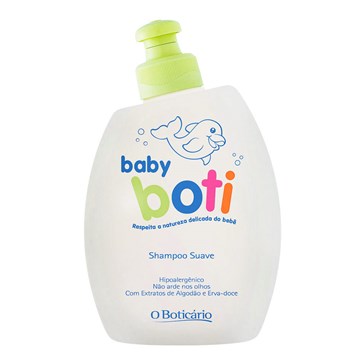 baby
boti
Respeita a natureza delicada do bebê
Shampoo Suave
Hipoalergênico
Não arde nos olhos
Com Extratos de Algodão e Erva-doce
O Boticário